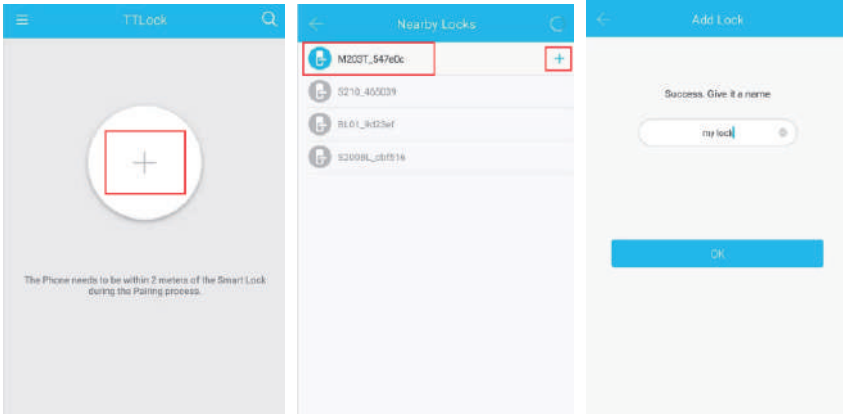 TTLock
The Phone needs to be within 2 meters of the Smart Lock
during the Pairing process.
Nearby Locks
M203T_547e0c
S210_455039
BL01_9d23ef
Add Lock
Success. Give it a name
my lock
OK